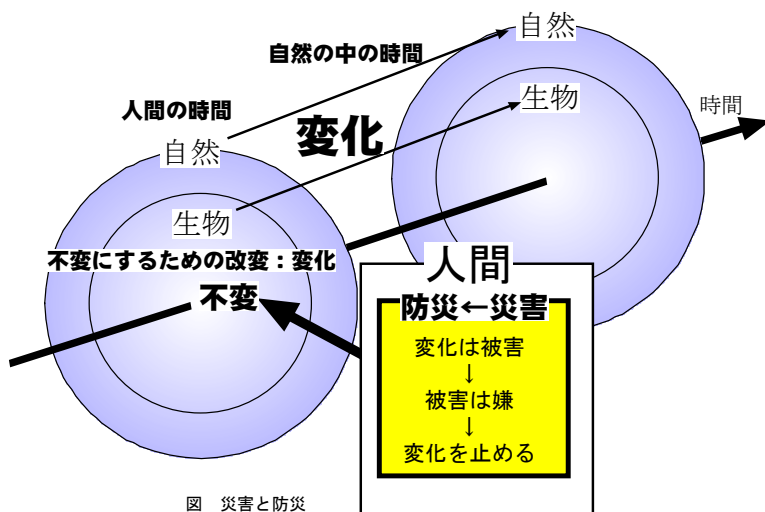 自然
自然の中の時間
生物
時間
人間の時間
変化
自然
生物
不変にするための改変：変化
不変
人間
防災←災害
変化は被害
↓
被害は嫌
↓
変化を止める
図　災害と防災